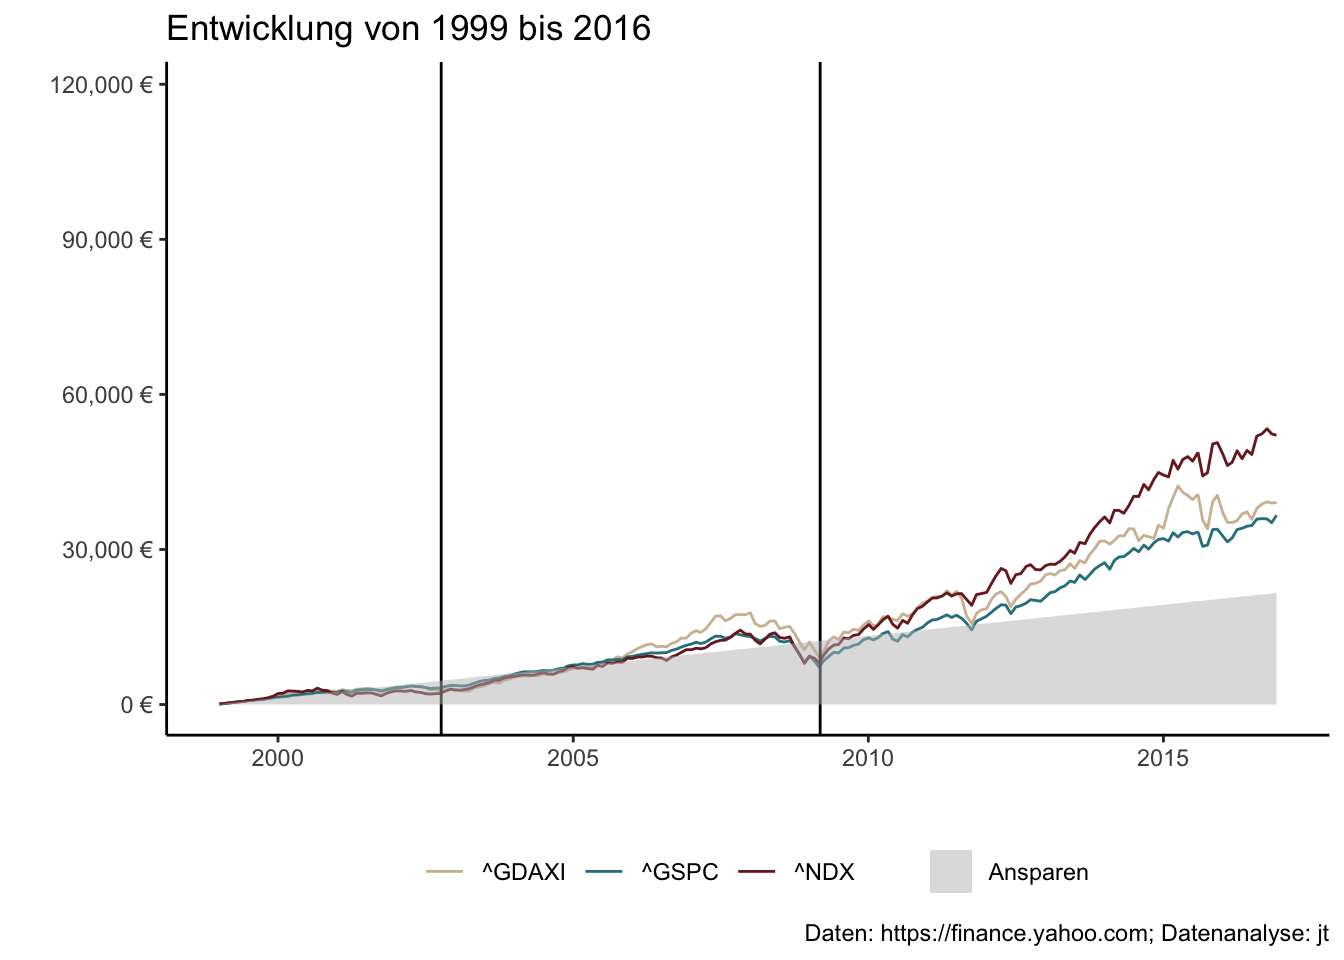 Entwicklung von 1999 bis 2016
120,000 €
90,000 €
60,000 €
30,000 €
0 €
2000 2005 2010 2015
^GDAXI ^GSPC ^NDX Ansparen
Daten: https://finance.yahoo.com; Datenanalyse: jt